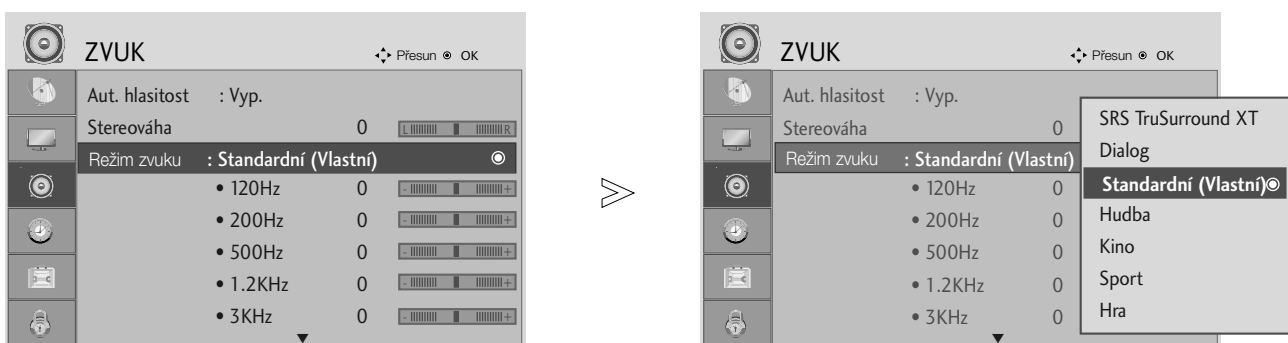 ZVUK
Přesun OK
Aut. hlasitost : Vyp.
Stereováha 0 L R
Režim zvuku : Standardní (Vlastní)
• 120Hz 0 - +
• 200Hz 0 - +
• 500Hz 0 - +
• 1.2KHz 0 - +
• 3KHz 0 - +
ZVUK
Přesun OK
Aut. hlasitost : Vyp.
Stereováha 0
Režim zvuku : Standardní (Vlastní)
• 120Hz 0
• 200Hz 0
• 500Hz 0
• 1.2KHz 0
• 3KHz 0
SRS TruSurround XT
Dialog
Standardní (Vlastní)
Hudba
Kino
Sport
Hra